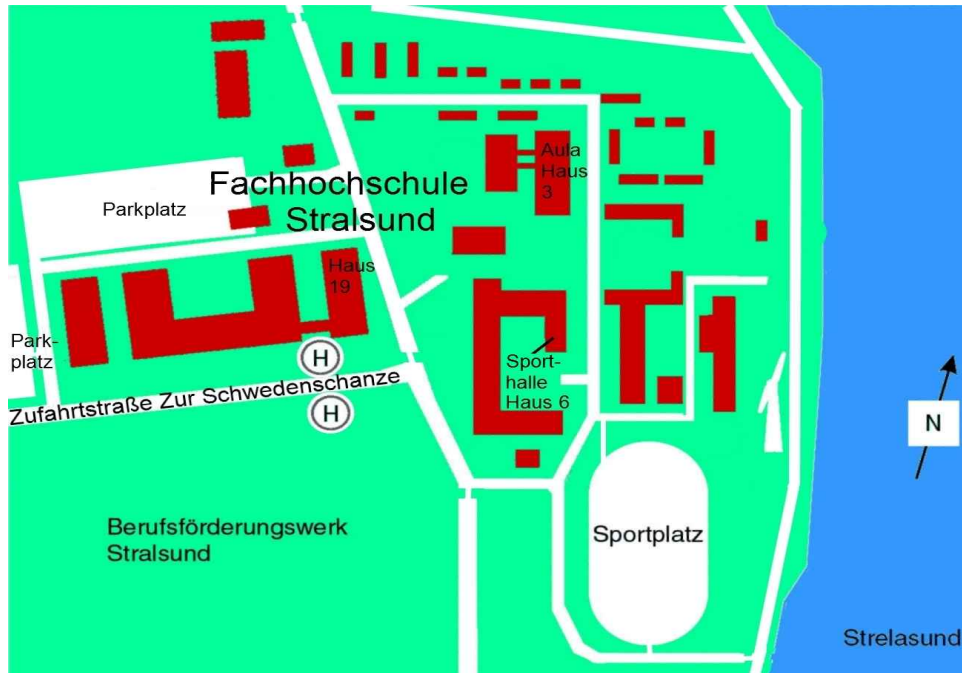 Aula
Haus
3
Fachhochschule
Stralsund
Parkplatz
Haus
19
Park-
platz
H
Sport-
halle
Haus 6
Zufahrtstraße Zur Schwedenschanze
H
N
Berufsförderungswerk
Stralsund
Sportplatz
Strelasund